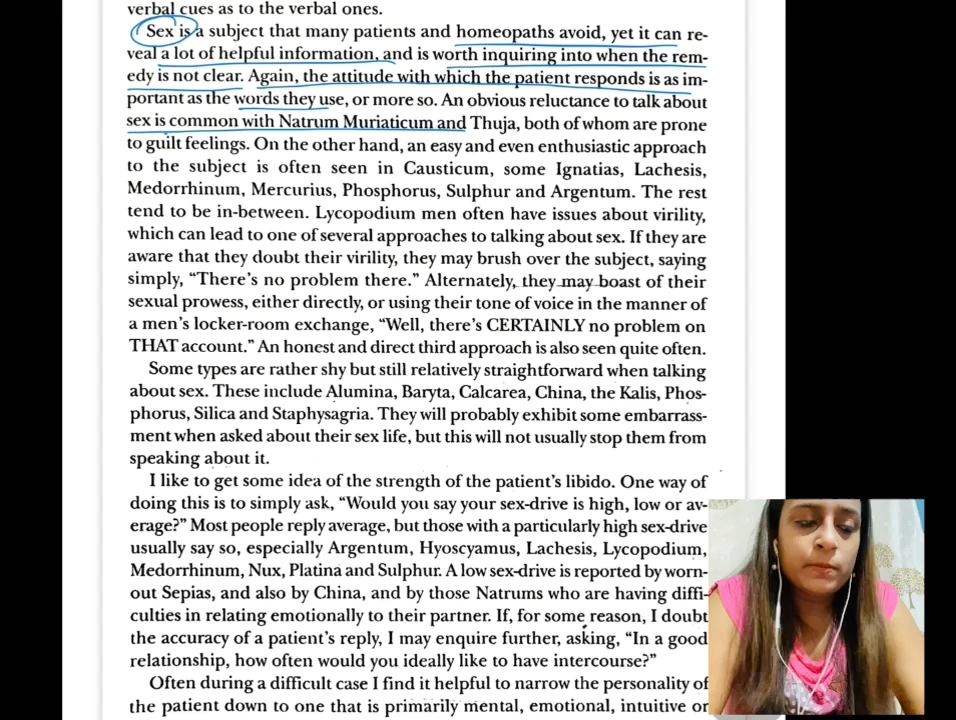 verbal cues as to the verbal ones.
Sex is a subject that many patients and homeopaths avoid, yet it can re-
veal a lot of helpful information, and is worth inquiring into when the rem-
edy is not clear. Again, the attitude with which the patient responds is as im-
portant as the words they use, or more so. An obvious reluctance to talk about
sex is common with Natrum Muriaticum and Thuja, both of whom are prone
to guilt feelings. On the other hand, an easy and even enthusiastic approach
to the subject is often seen in Causticum, some Ignatias, Lachesis,
Medorrhinum, Mercurius, Phosphorus, Sulphur and Argentum. The rest
tend to be in-between. Lycopodium men often have issues about virility,
which can lead to one of several approaches to talking about sex. If they are
aware that they doubt their virility, they may brush over the subject, saying
simply, “There’s no problem there.” Alternately, they may boast of their
sexual prowess, either directly, or using their tone of voice in the manner of
a men’s locker-room exchange, “Well, there’s CERTAINLY no problem on
THAT account.” An honest and direct third approach is also seen quite often.
Some types are rather shy but still relatively straightforward when talking
about sex. These include Alumina, Baryta, Calcarea, China, the Kalis, Phos-
phorus, Silica and Staphysagria. They will probably exhibit some embarrass-
ment when asked about their sex life, but this will not usually stop them from
speaking about it.
I like to get some idea of the strength of the patient’s libido. One way of
doing this is to simply ask, “Would you say your sex-drive is high, low or av-
erage?” Most people reply average, but those with a particularly high sex-drive
usually say so, especially Argentum, Hyoscyamus, Lachesis, Lycopodium,
Medorrhinum, Nux, Platina and Sulphur. A low sex-drive is reported by worn-
out Sepias, and also by China, and by those Natrums who are having diffi-
culties in relating emotionally to their partner. If, for some reason, I doubt
the accuracy of a patient’s reply, I may enquire further, asking, “In a good
relationship, how often would you ideally like to have intercourse?”
Often during a difficult case I find it helpful to narrow the personality of
the patient down to one that is primarily mental, emotional, intuitive or